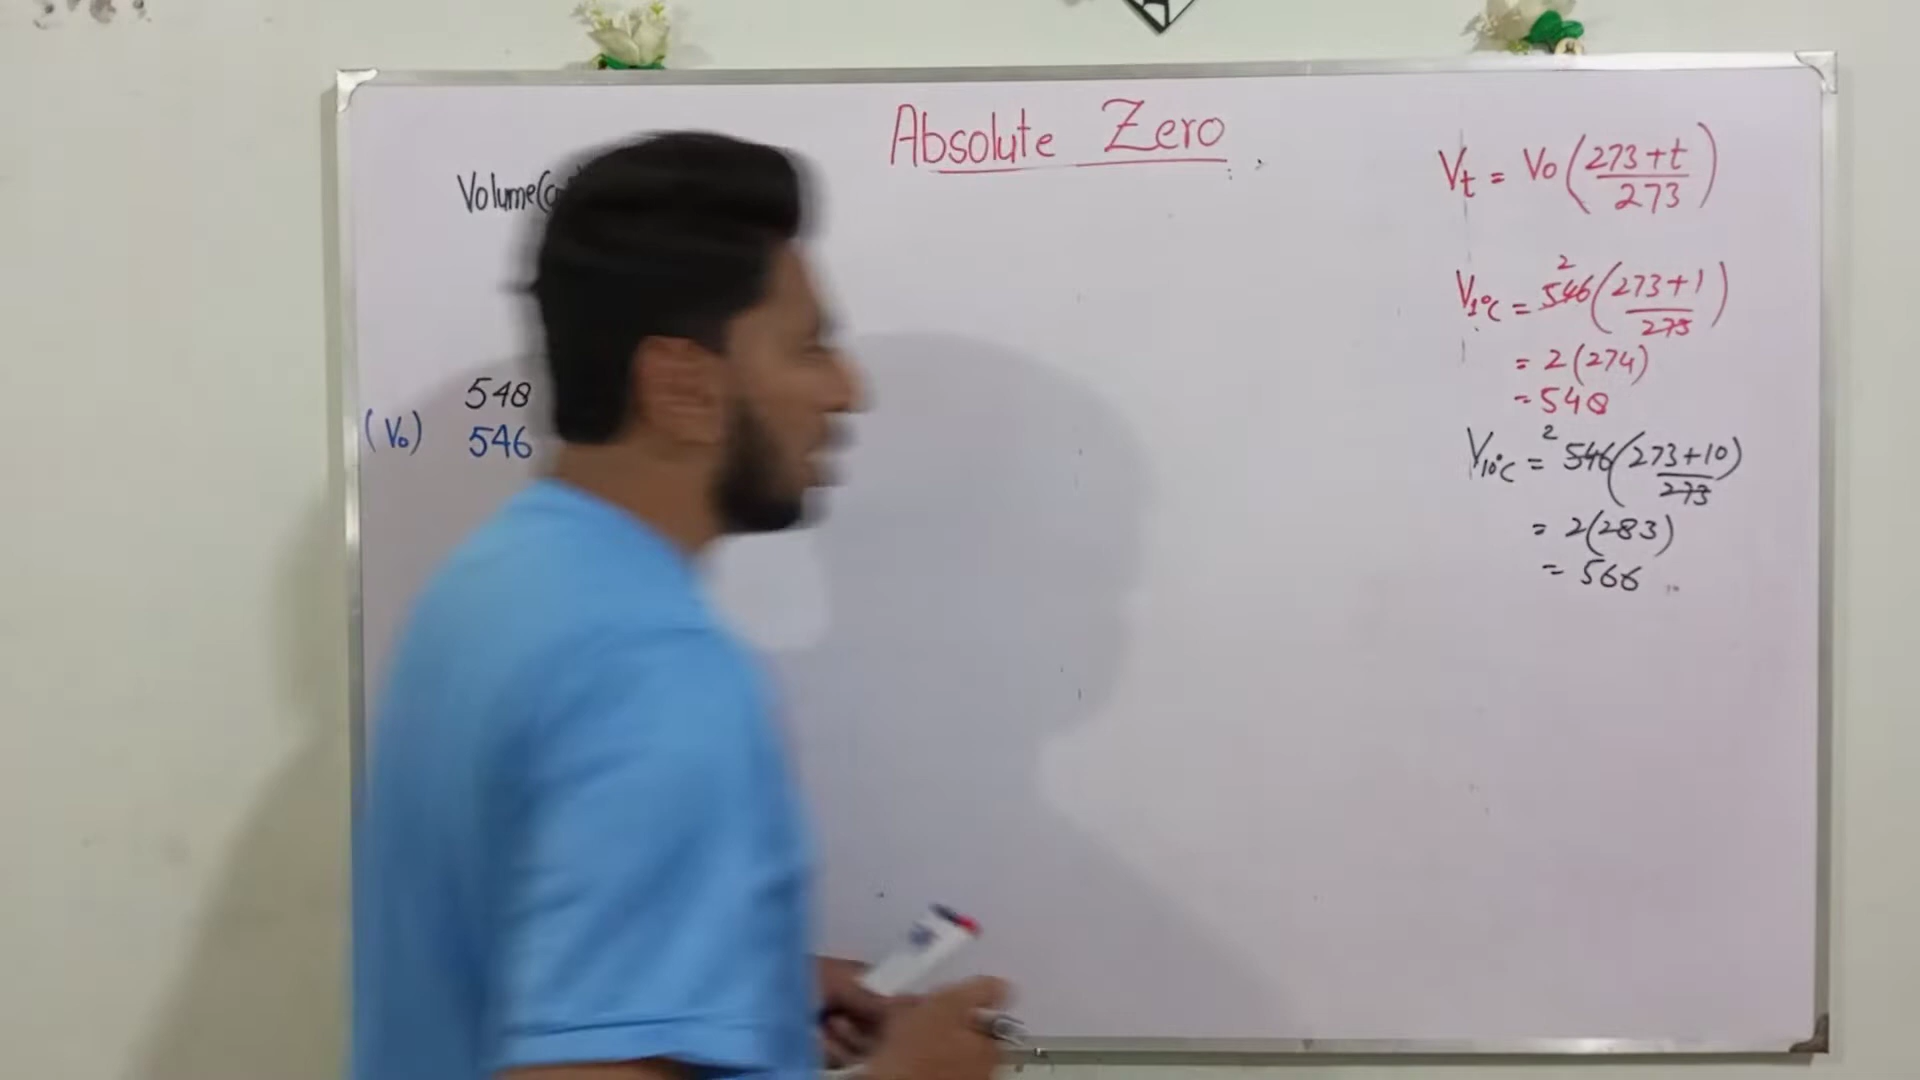 Absolute Zero
Volume(
548
(V₀) 546
Vt = V₀ (273+t / 273)
2
V1°C = 546 (273+1 / 273)
= 2(274)
= 548
2
V10°C = 546 (273+10 / 273)
= 2(283)
= 566